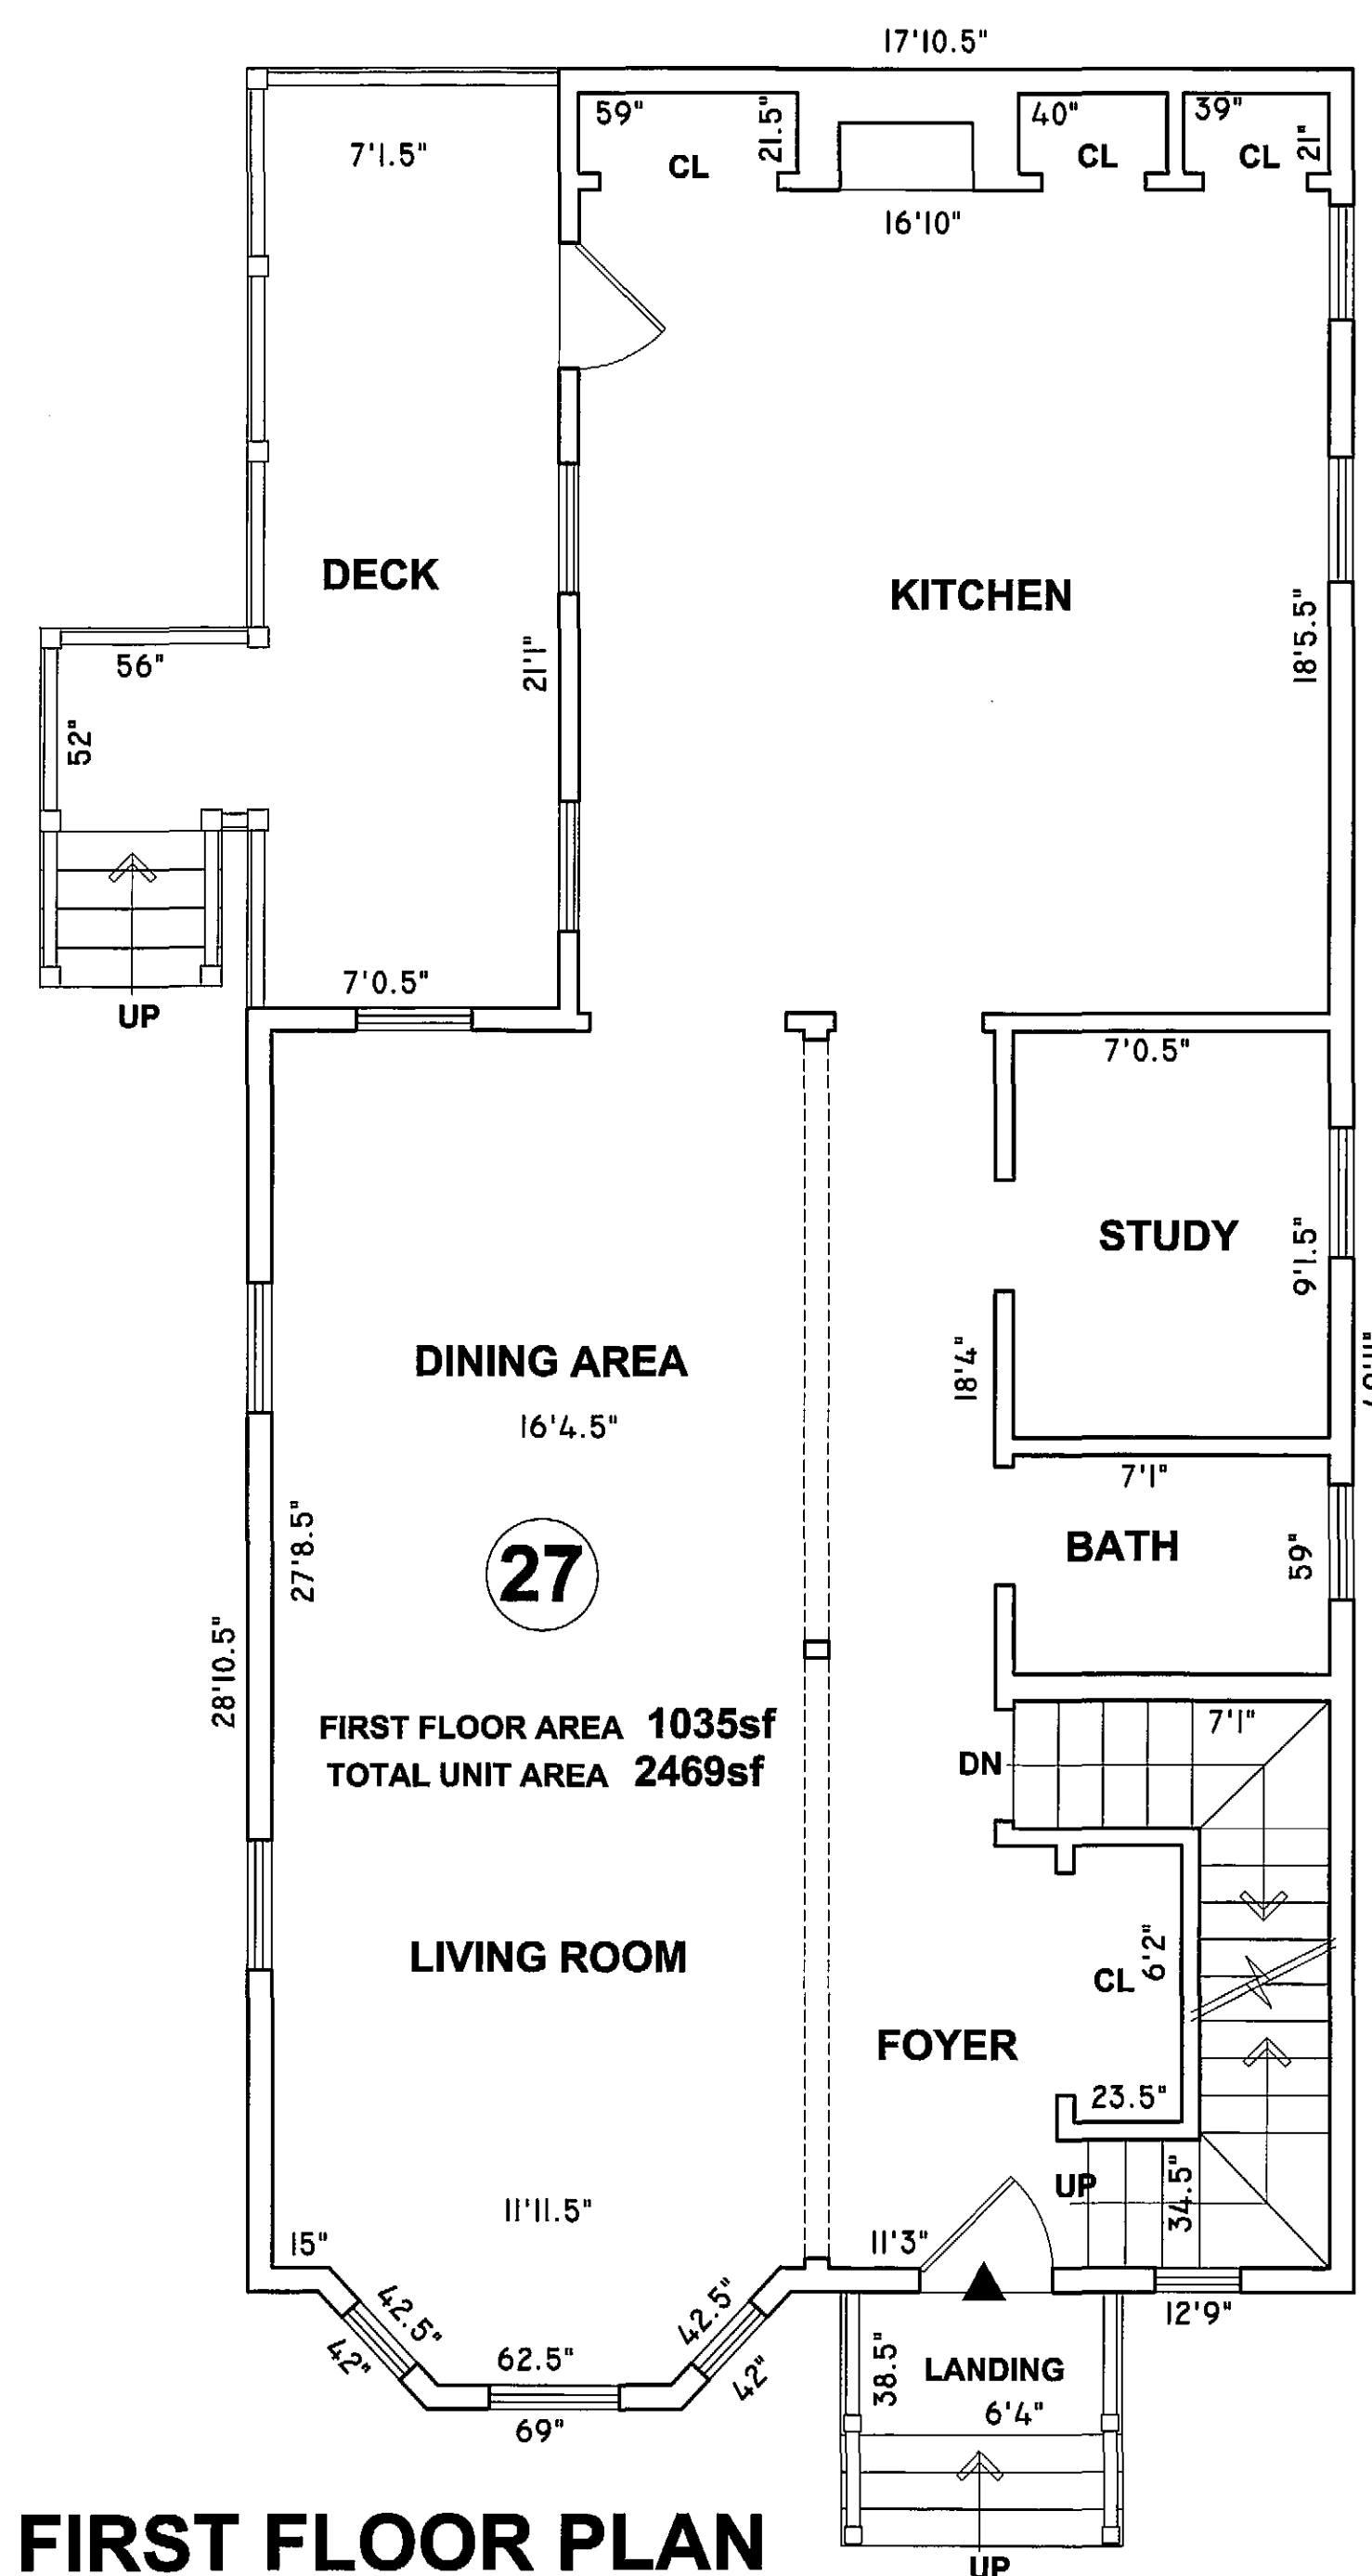 17'10.5"
59"
21.5"
40"
39"
21"
7'1.5"
CL
CL
CL
16'10"
DECK
KITCHEN
56"
21'1"
18'5.5"
52"
7'0.5"
UP
7'0.5"
STUDY
9'1.5"
DINING AREA
18'4"
16'4.5"
7'1"
27
BATH
59"
27'8.5"
28'10.5"
FIRST FLOOR AREA 1035sf
7'1"
TOTAL UNIT AREA 2469sf
DN
LIVING ROOM
CL
6'2"
FOYER
23.5"
UP
34.5"
11'11.5"
15"
11'3"
42.5"
42.5"
12'9"
42"
62.5"
42"
38.5"
LANDING
69"
6'4"
FIRST FLOOR PLAN
UP